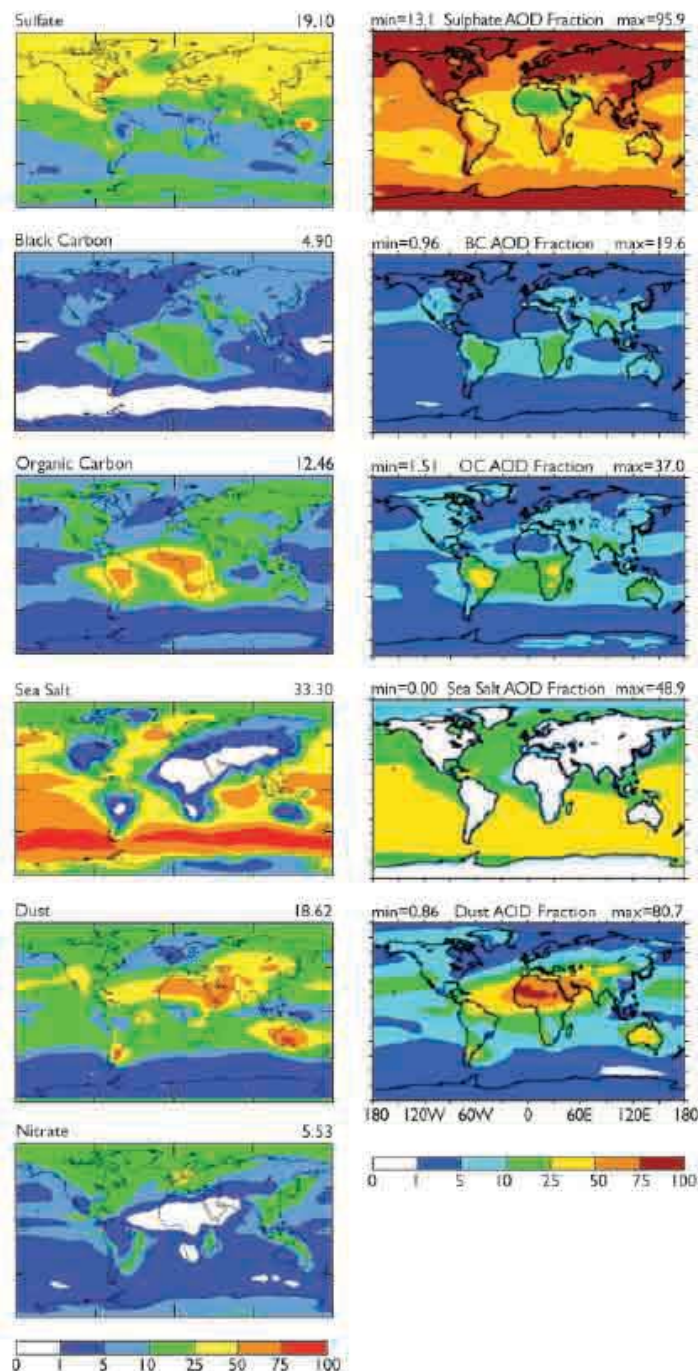 Sulfate 19.10
min=13.1 Sulphate AOD Fraction max=95.9
Black Carbon 4.90
min=0.96 BC AOD Fraction max=19.6
Organic Carbon 12.46
min=1.51 OC AOD Fraction max=37.0
Sea Salt 33.30
min=0.00 Sea Salt AOD Fraction max=48.9
Dust 18.62
min=0.86 Dust AOD Fraction max=80.7
180 120W 60W 0 60E 120E 180
Nitrate 5.53
0 1 5 10 25 50 75 100
0 1 5 10 25 50 75 100